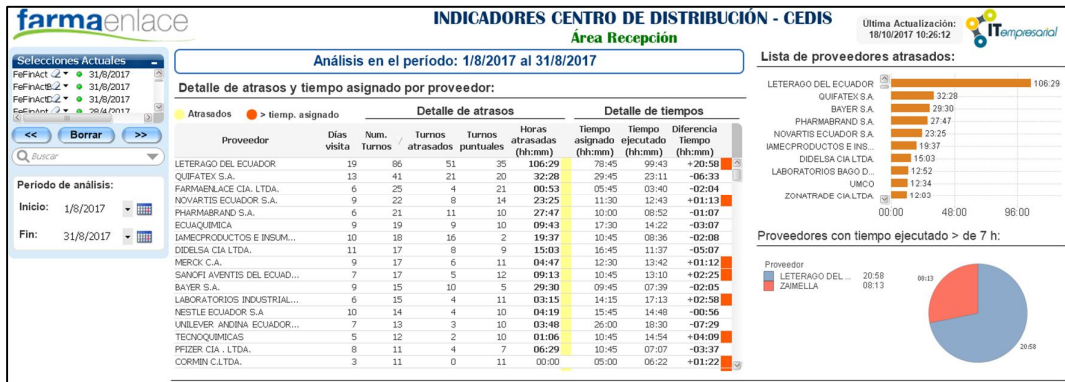 farmaenlace
INDICADORES CENTRO DE DISTRIBUCIÓN - CEDIS
Área Recepción
Última Actualización:
18/10/2017 10:26:12
ITempresarial
Selecciones Actuales
FeFinAct 31/8/2017
FeFinActE 31/8/2017
FeFinActD 31/8/2017
FeFinAnt 28/4/2017
<< Borrar >>
Buscar
Período de análisis:
Inicio: 1/8/2017
Fin: 31/8/2017
Análisis en el período: 1/8/2017 al 31/8/2017
Detalle de atrasos y tiempo asignado por proveedor:
Atrasados > tiemp. asignado Detalle de atrasos Detalle de tiempos
Proveedor Días visita Num. Turnos Turnos atrasados Turnos puntuales Horas atrasadas (hh:mm) Tiempo asignado (hh:mm) Tiempo ejecutado (hh:mm) Diferencia Tiempo (hh:mm)
LETERAGO DEL ECUADOR 19 86 51 35 106:29 78:45 99:43 +20:58
QUIFATEX S.A. 13 41 21 20 32:28 29:45 23:11 -06:33
FARMAENLACE CIA. LTDA. 6 25 4 21 00:53 05:45 03:40 -02:04
NOVARTIS ECUADOR S.A. 9 22 8 14 23:25 11:30 12:43 +01:13
PHARMABRAND S.A. 6 21 11 10 27:47 10:00 08:52 -01:07
ECUAQUIMICA 9 19 9 10 09:43 17:30 14:22 -03:07
IAMECPRODUCTOS E INSUM... 10 18 16 2 19:37 10:45 08:36 -02:08
DIDELSA CIA LTDA. 11 17 8 9 15:03 16:45 11:37 -05:07
MERCK C.A. 9 17 6 11 04:47 12:30 13:42 +01:12
SANOFI AVENTIS DEL ECUAD... 7 17 5 12 09:13 10:45 13:10 +02:25
BAYER S.A. 9 15 10 5 29:30 09:45 07:39 -02:05
LABORATORIOS INDUSTRIAL... 6 15 4 11 03:15 14:15 17:13 +02:58
NESTLE ECUADOR S.A 10 14 4 10 04:19 15:45 14:48 -00:56
UNILEVER ANDINA ECUADOR... 7 13 3 10 03:48 26:00 18:30 -07:29
TECNOQUIMICAS 5 12 2 10 01:06 10:45 14:54 +04:09
PFIZER CIA . LTDA. 8 11 4 7 06:29 10:45 07:07 -03:37
CORMIN C.LTDA. 3 11 0 11 00:00 05:00 06:22 +01:22
Lista de proveedores atrasados:
LETERAGO DEL ECUADOR 106:29
QUIFATEX S.A. 32:28
BAYER S.A. 29:30
PHARMABRAND S.A. 27:47
NOVARTIS ECUADOR S.A. 23:25
IAMECPRODUCTOS E INS... 19:37
DIDELSA CIA LTDA. 15:03
LABORATORIOS BAGO D... 12:52
UMCO 12:34
ZONATRADE CIA.LTDA. 12:03
00:00 48:00 96:00
Proveedores con tiempo ejecutado > de 7 h:
Proveedor
LETERAGO DEL ... 20:58
ZAIMELLA 08:13
08:13
20:58